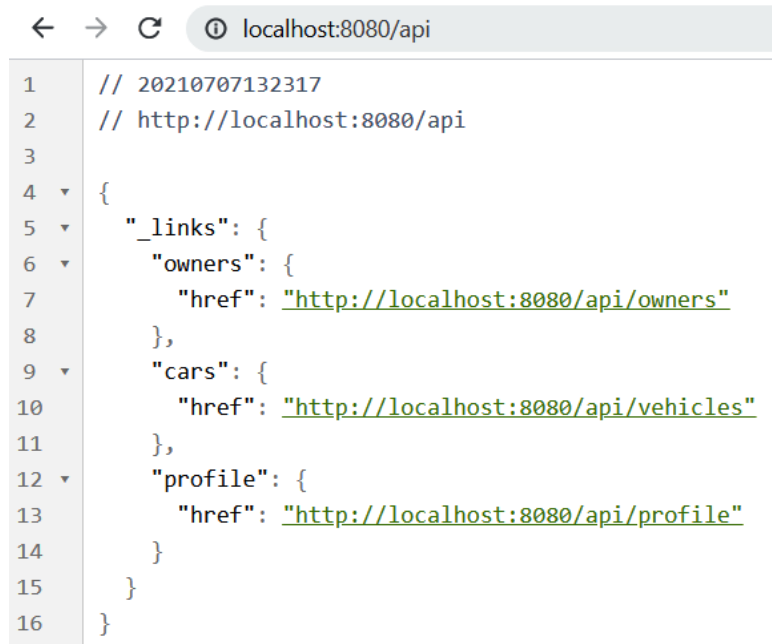 localhost:8080/api
1 // 20210707132317
2 // http://localhost:8080/api
3
4 {
5 "_links": {
6 "owners": {
7 "href": "http://localhost:8080/api/owners"
8 },
9 "cars": {
10 "href": "http://localhost:8080/api/vehicles"
11 },
12 "profile": {
13 "href": "http://localhost:8080/api/profile"
14 }
15 }
16 }